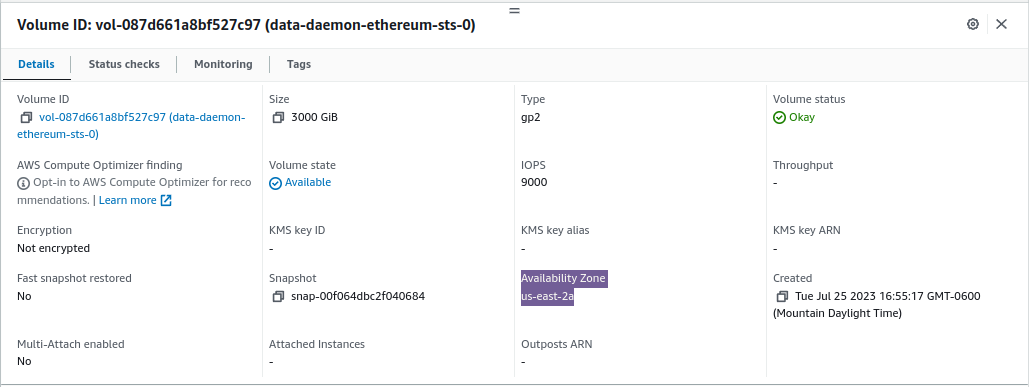 Volume ID: vol-087d661a8bf527c97 (data-daemon-ethereum-sts-0)
Details
Status checks
Monitoring
Tags
Volume ID
vol-087d661a8bf527c97 (data-daemon-
ethereum-sts-0)
Size
3000 GiB
Type
gp2
Volume status
Okay
AWS Compute Optimizer finding
Opt-in to AWS Compute Optimizer for reco
mmendations. | Learn more
Volume state
Available
IOPS
9000
Throughput
-
Encryption
Not encrypted
KMS key ID
-
KMS key alias
-
KMS key ARN
-
Fast snapshot restored
No
Snapshot
snap-00f064dbc2f040684
Availability Zone
us-east-2a
Created
Tue Jul 25 2023 16:55:17 GMT-0600
(Mountain Daylight Time)
Multi-Attach enabled
No
Attached Instances
-
Outposts ARN
-